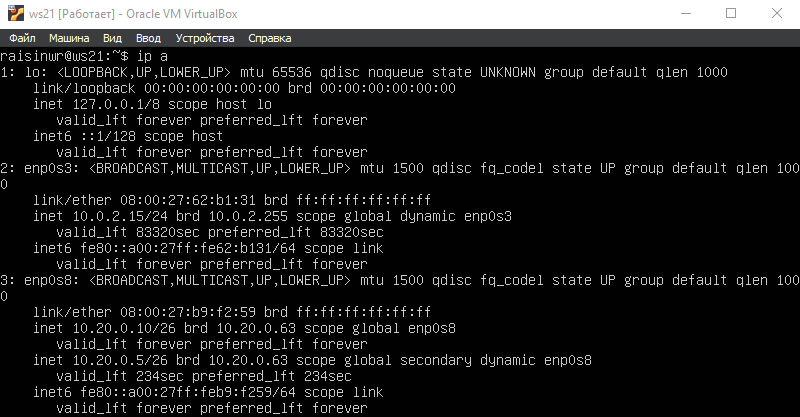 ws21 [Работает] - Oracle VM VirtualBox
Файл Машина Вид Ввод Устройства Справка
raisinwr@ws21:~$ ip a
1: lo: <LOOPBACK,UP,LOWER_UP> mtu 65536 qdisc noqueue state UNKNOWN group default qlen 1000
    link/loopback 00:00:00:00:00:00 brd 00:00:00:00:00:00
    inet 127.0.0.1/8 scope host lo
       valid_lft forever preferred_lft forever
    inet6 ::1/128 scope host
       valid_lft forever preferred_lft forever
2: enp0s3: <BROADCAST,MULTICAST,UP,LOWER_UP> mtu 1500 qdisc fq_codel state UP group default qlen 100
0
    link/ether 08:00:27:62:b1:31 brd ff:ff:ff:ff:ff:ff
    inet 10.0.2.15/24 brd 10.0.2.255 scope global dynamic enp0s3
       valid_lft 83320sec preferred_lft 83320sec
    inet6 fe80::a00:27ff:fe62:b131/64 scope link
       valid_lft forever preferred_lft forever
3: enp0s8: <BROADCAST,MULTICAST,UP,LOWER_UP> mtu 1500 qdisc fq_codel state UP group default qlen 100
0
    link/ether 08:00:27:b9:f2:59 brd ff:ff:ff:ff:ff:ff
    inet 10.20.0.10/26 brd 10.20.0.63 scope global enp0s8
       valid_lft forever preferred_lft forever
    inet 10.20.0.5/26 brd 10.20.0.63 scope global secondary dynamic enp0s8
       valid_lft 234sec preferred_lft 234sec
    inet6 fe80::a00:27ff:feb9:f259/64 scope link
       valid_lft forever preferred_lft forever